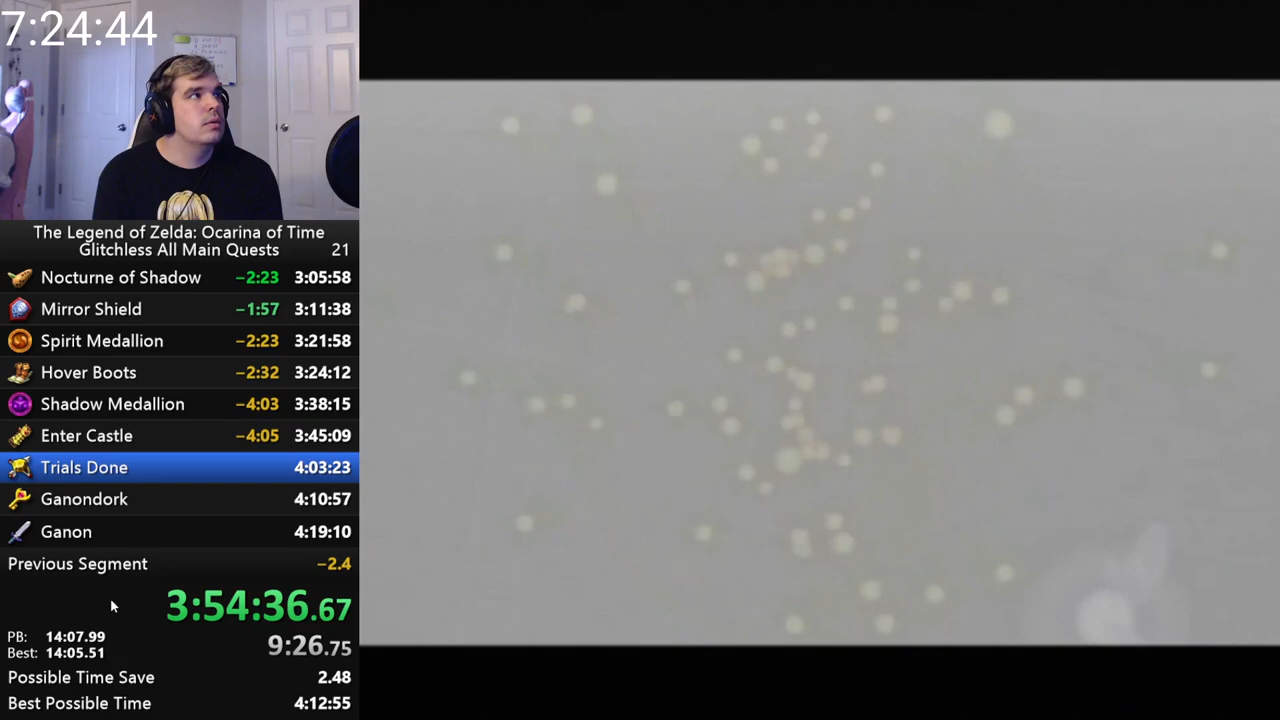 7:24:44
The Legend of Zelda: Ocarina of Time
Glitchless All Main Quests 21
Nocturne of Shadow −2:23 3:05:58
Mirror Shield −1:57 3:11:38
Spirit Medallion −2:23 3:21:58
Hover Boots −2:32 3:24:12
Shadow Medallion −4:03 3:38:15
Enter Castle −4:05 3:45:09
Trials Done 4:03:23
Ganondork 4:10:57
Ganon 4:19:10
Previous Segment −2.4
3:54:36.67
PB: 14:07.99
Best: 14:05.51
9:26.75
Possible Time Save 2.48
Best Possible Time 4:12:55